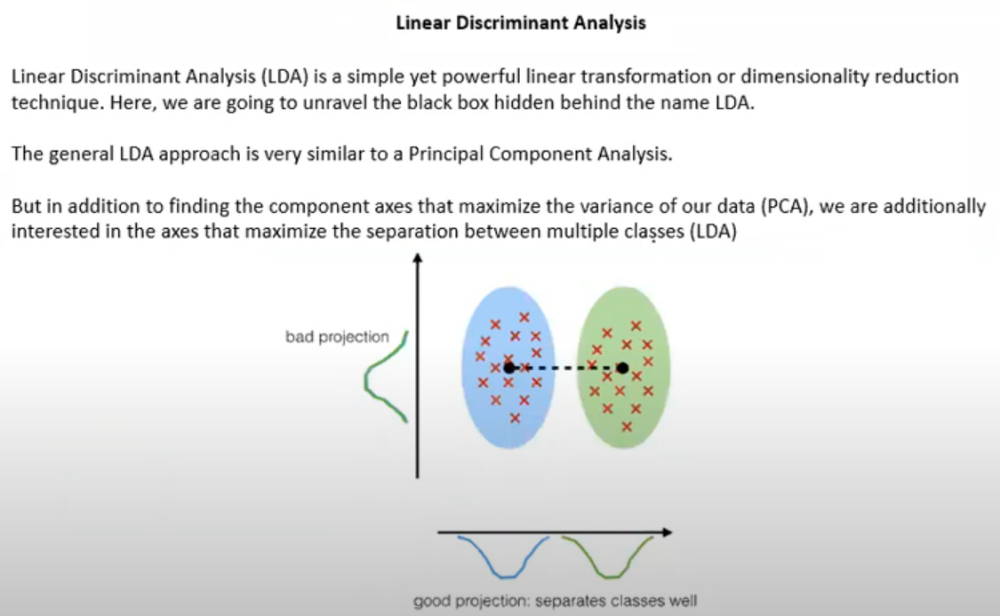 Linear Discriminant Analysis
Linear Discriminant Analysis (LDA) is a simple yet powerful linear transformation or dimensionality reduction
technique. Here, we are going to unravel the black box hidden behind the name LDA.
The general LDA approach is very similar to a Principal Component Analysis.
But in addition to finding the component axes that maximize the variance of our data (PCA), we are additionally
interested in the axes that maximize the separation between multiple classes (LDA)
bad projection
good projection: separates classes well